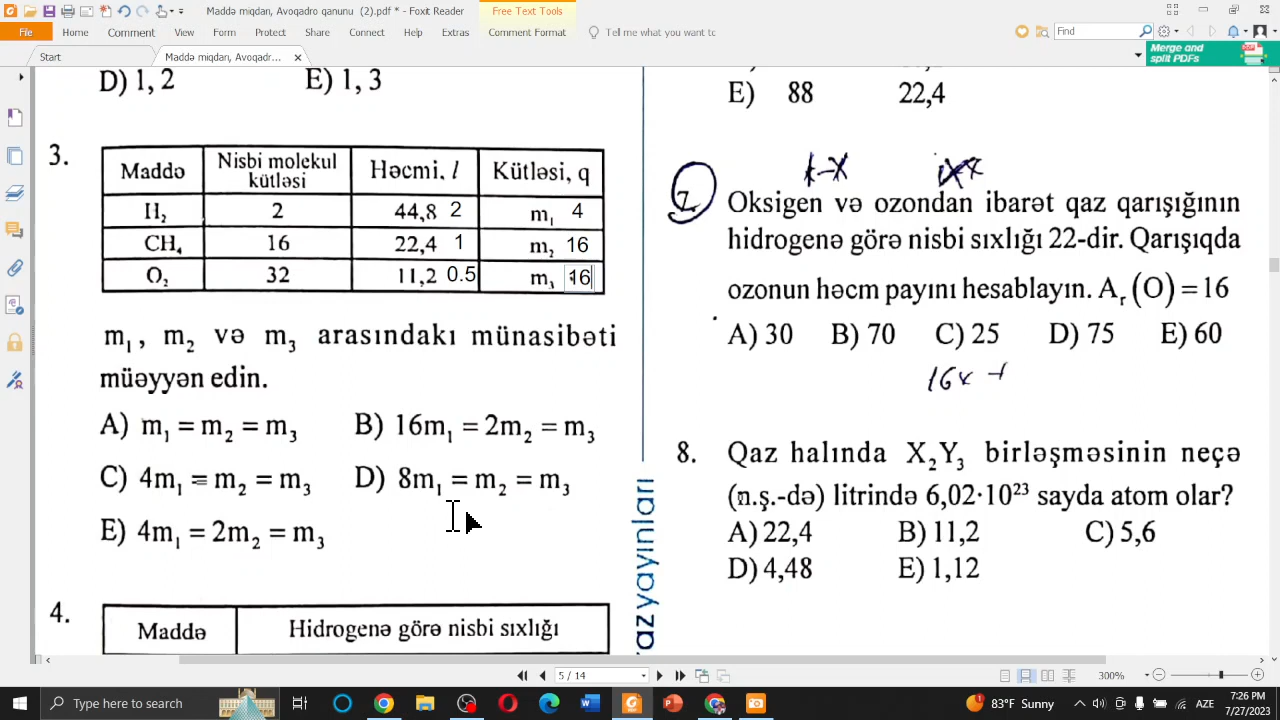 Maddə miqdarı, Avoqadro qanunu (2).pdf * - Foxit Reader
Free Text Tools
File Home Comment View Form Protect Share Connect Help Extras Comment Format Tell me what you want to
Find
Start Maddə miqdarı, Avoqadr...
Merge and split PDFs
D) 1, 2 E) 1, 3
3.
Maddə Nisbi molekul kütləsi Həcmi, l Kütləsi, q
H₂ 2 44,8 2 m₁ 4
CH₄ 16 22,4 1 m₂ 16
O₂ 32 11,2 0.5 m₃ 16
m₁, m₂ və m₃ arasındakı münasibəti
müəyyən edin.
A) m₁ = m₂ = m₃ B) 16m₁ = 2m₂ = m₃
C) 4m₁ = m₂ = m₃ D) 8m₁ = m₂ = m₃
E) 4m₁ = 2m₂ = m₃
4.
Maddə Hidrogenə görə nisbi sıxlığı
az yayınları
E) 88 22,4
1-x
7. Oksigen və ozondan ibarət qaz qarışığının
hidrogenə görə nisbi sıxlığı 22-dir. Qarışıqda
ozonun həcm payını hesablayın. Aᵣ(O) = 16
A) 30 B) 70 C) 25 D) 75 E) 60
16x +
8. Qaz halında X₂Y₃ birləşməsinin neçə
(n.ş.-də) litrində 6,02·10²³ sayda atom olar?
A) 22,4 B) 11,2 C) 5,6
D) 4,48 E) 1,12
5 / 14
300%
Type here to search
83°F Sunny
AZE
7:26 PM
7/27/2023